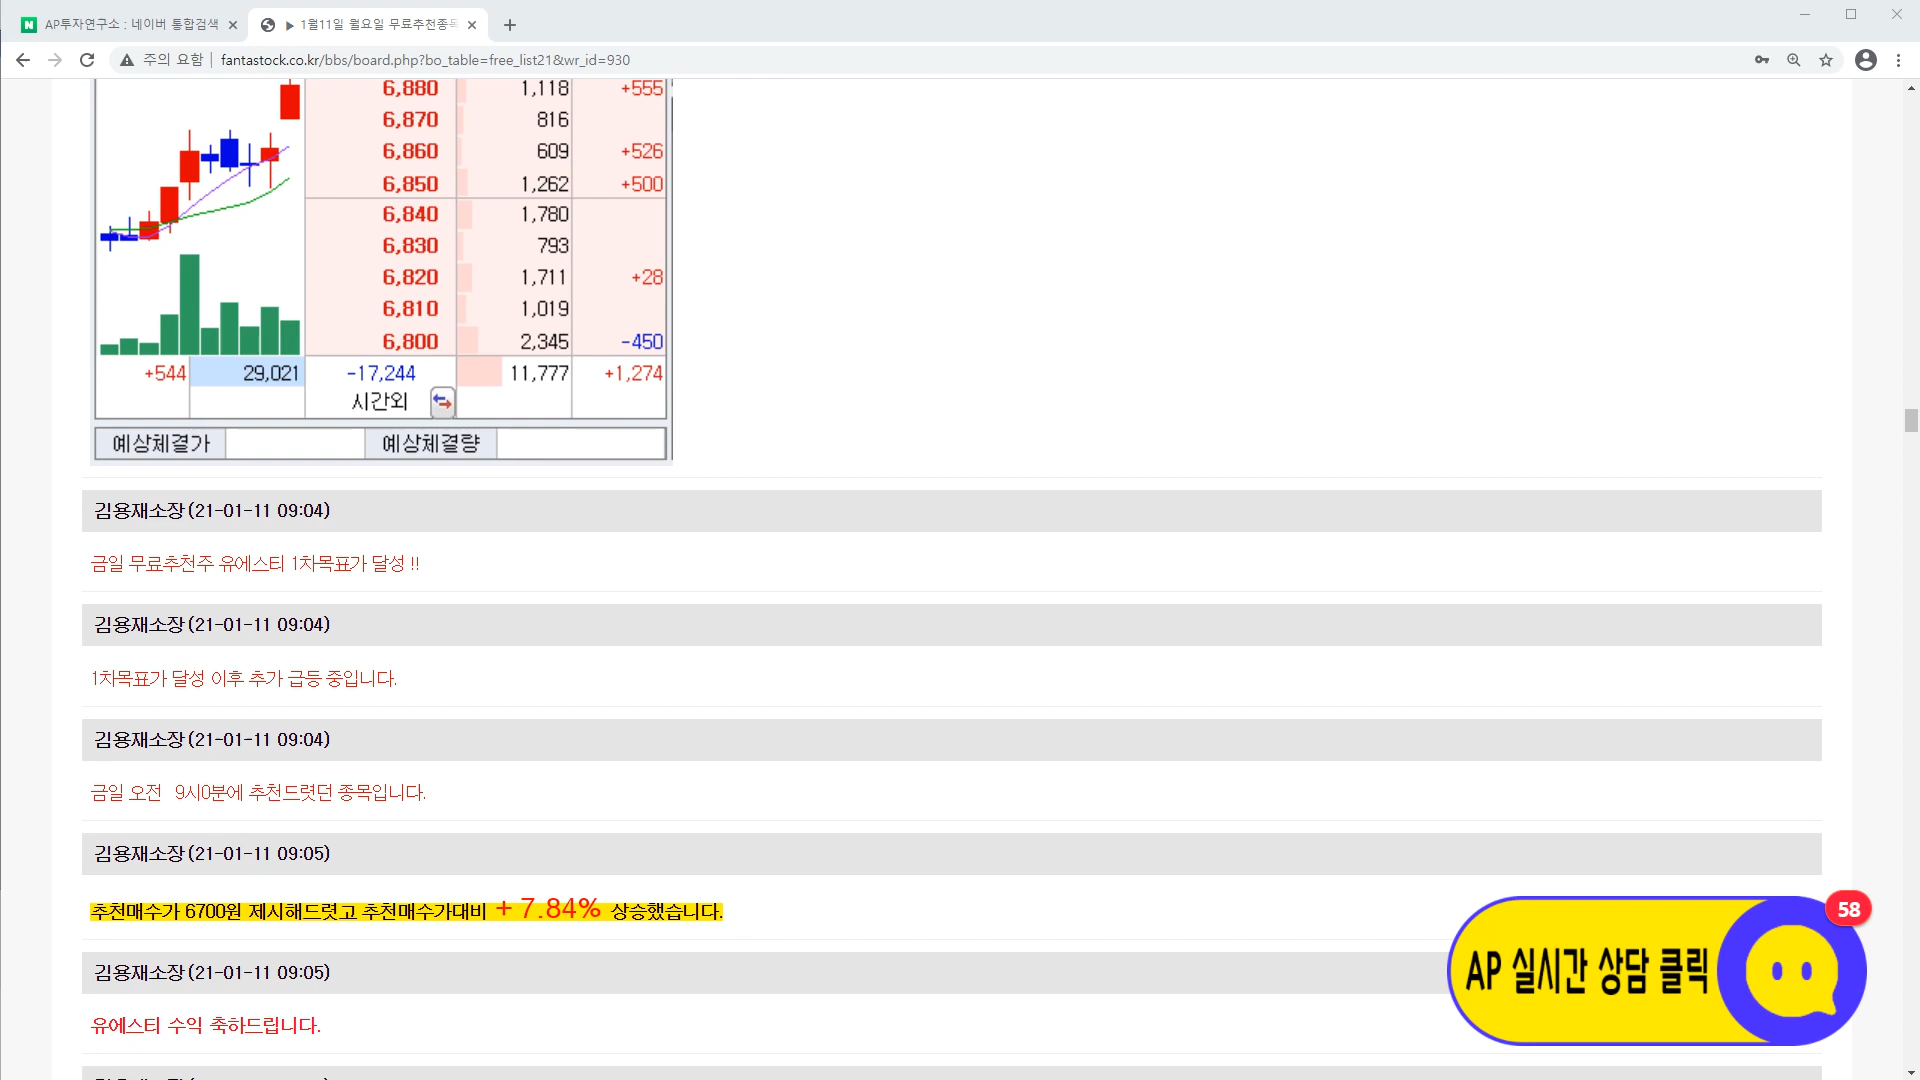 AP투자연구소 : 네이버 통합검색
▶ 1월11일 월요일 무료추천종목
주의 요함
fantastock.co.kr/bbs/board.php?bo_table=free_list21&wr_id=930
6,880 1,118 +555
6,870 816
6,860 609 +526
6,850 1,262 +500
6,840 1,780
6,830 793
6,820 1,711 +28
6,810 1,019
6,800 2,345 -450
+544 29,021 -17,244 11,777 +1,274
시간외
예상체결가 예상체결량
김용재소장(21-01-11 09:04)
금일 무료추천주 유에스티 1차목표가 달성 !!
김용재소장(21-01-11 09:04)
1차목표가 달성 이후 추가 급등 중입니다.
김용재소장(21-01-11 09:04)
금일 오전 9시0분에 추천드렷던 종목입니다.
김용재소장(21-01-11 09:05)
추천매수가 6700원 제시해드렷고 추천매수가대비 + 7.84% 상승했습니다.
58
AP 실시간 상담 클릭
김용재소장(21-01-11 09:05)
유에스티 수익 축하드립니다.